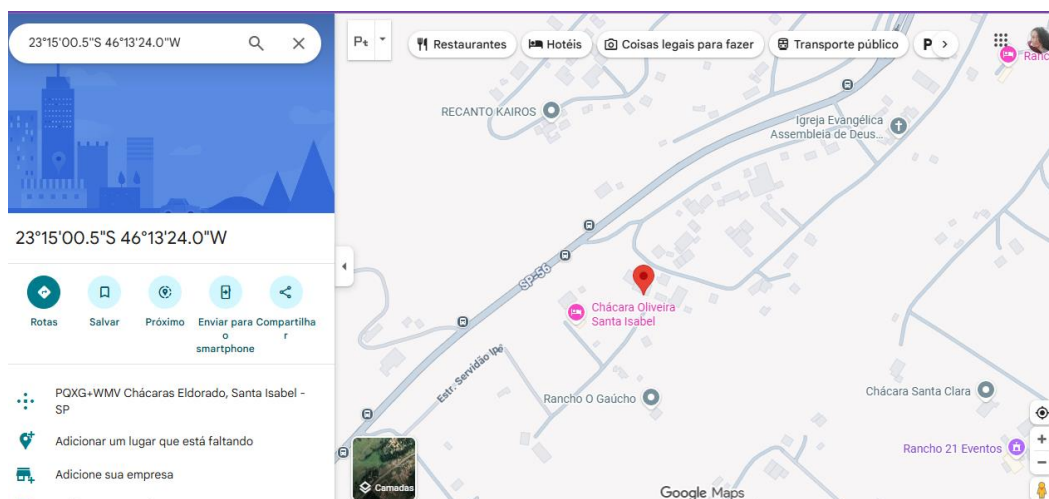 23°15'00.5"S 46°13'24.0"W
Restaurantes
Hotéis
Coisas legais para fazer
Transporte público
P
Ranc
RECANTO KAIROS
Igreja Evangélica
Assembleia de Deus...
23°15'00.5"S 46°13'24.0"W
Rotas
Salvar
Próximo
Enviar para
o
smartphone
Compartilha
r
SP-56
Chácara Oliveira
Santa Isabel
Estr. Servidão Ipê
Rancho O Gaúcho
Chácara Santa Clara
PQXG+WMV Chácaras Eldorado, Santa Isabel -
SP
Adicionar um lugar que está faltando
Rancho 21 Eventos
Adicione sua empresa
Camadas
Google Maps